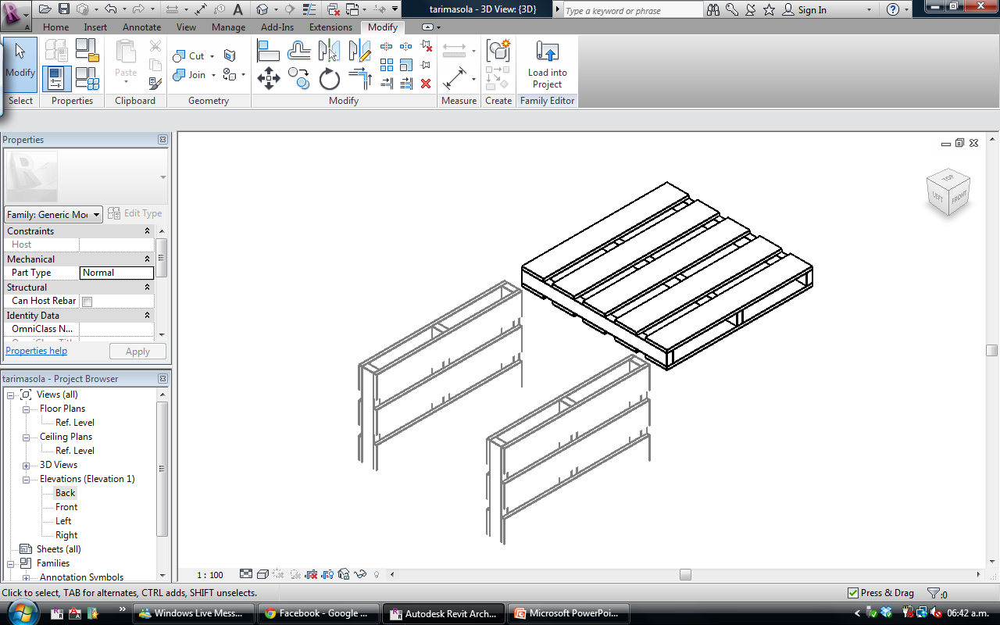 tarimasola - 3D View: {3D}
Type a keyword or phrase
Sign In
Home Insert Annotate View Manage Add-Ins Extensions Modify
Modify
Paste
Cut
Join
Load into
Project
Select Properties Clipboard Geometry Modify Measure Create Family Editor
Properties
Family: Generic Mo
Edit Type
Constraints
Host
Mechanical
Part Type Normal
Structural
Can Host Rebar
Identity Data
OmniClass N...
OmniClass Titl
Properties help
Apply
tarimasola - Project Browser
Views (all)
Floor Plans
Ref. Level
Ceiling Plans
Ref. Level
3D Views
Elevations (Elevation 1)
Back
Front
Left
Right
Sheets (all)
Families
Annotation Symbols
TOP
LEFT
FRONT
1 : 100
Click to select, TAB for alternates, CTRL adds, SHIFT unselects.
Press & Drag
:0
Windows Live Mess...
Facebook - Google ...
Autodesk Revit Arch...
Microsoft PowerPoi...
06:42 a.m.